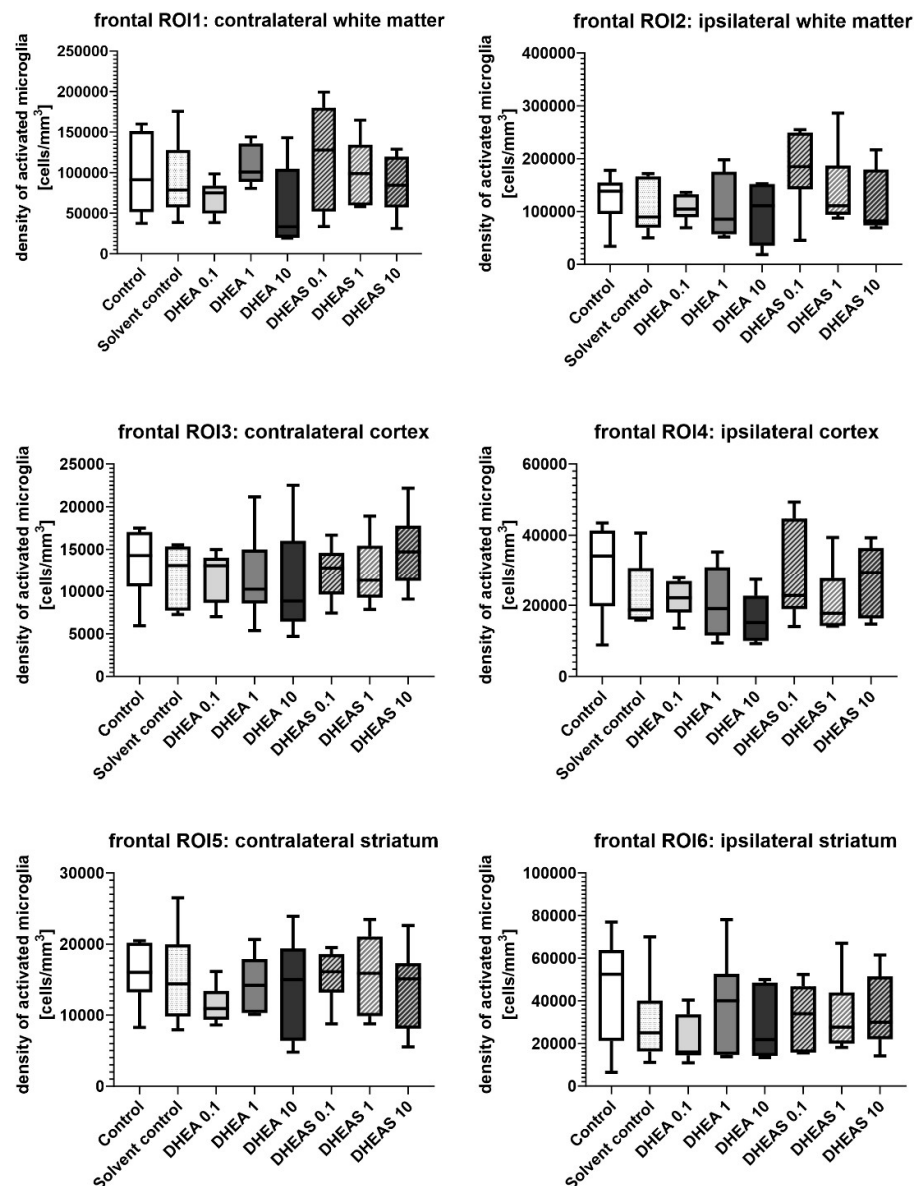 frontal ROI1: contralateral white matter
density of activated microglia
[cells/mm³]
250000
200000
150000
100000
50000
0
Control
Solvent control
DHEA 0.1
DHEA 1
DHEA 10
DHEAS 0.1
DHEAS 1
DHEAS 10
frontal ROI2: ipsilateral white matter
density of activated microglia
[cells/mm³]
400000
300000
200000
100000
0
Control
Solvent control
DHEA 0.1
DHEA 1
DHEA 10
DHEAS 0.1
DHEAS 1
DHEAS 10
frontal ROI3: contralateral cortex
density of activated microglia
[cells/mm³]
25000
20000
15000
10000
5000
0
Control
Solvent control
DHEA 0.1
DHEA 1
DHEA 10
DHEAS 0.1
DHEAS 1
DHEAS 10
frontal ROI4: ipsilateral cortex
density of activated microglia
[cells/mm³]
60000
40000
20000
0
Control
Solvent control
DHEA 0.1
DHEA 1
DHEA 10
DHEAS 0.1
DHEAS 1
DHEAS 10
frontal ROI5: contralateral striatum
density of activated microglia
[cells/mm³]
30000
20000
10000
0
Control
Solvent control
DHEA 0.1
DHEA 1
DHEA 10
DHEAS 0.1
DHEAS 1
DHEAS 10
frontal ROI6: ipsilateral striatum
density of activated microglia
[cells/mm³]
100000
80000
60000
40000
20000
0
Control
Solvent control
DHEA 0.1
DHEA 1
DHEA 10
DHEAS 0.1
DHEAS 1
DHEAS 10